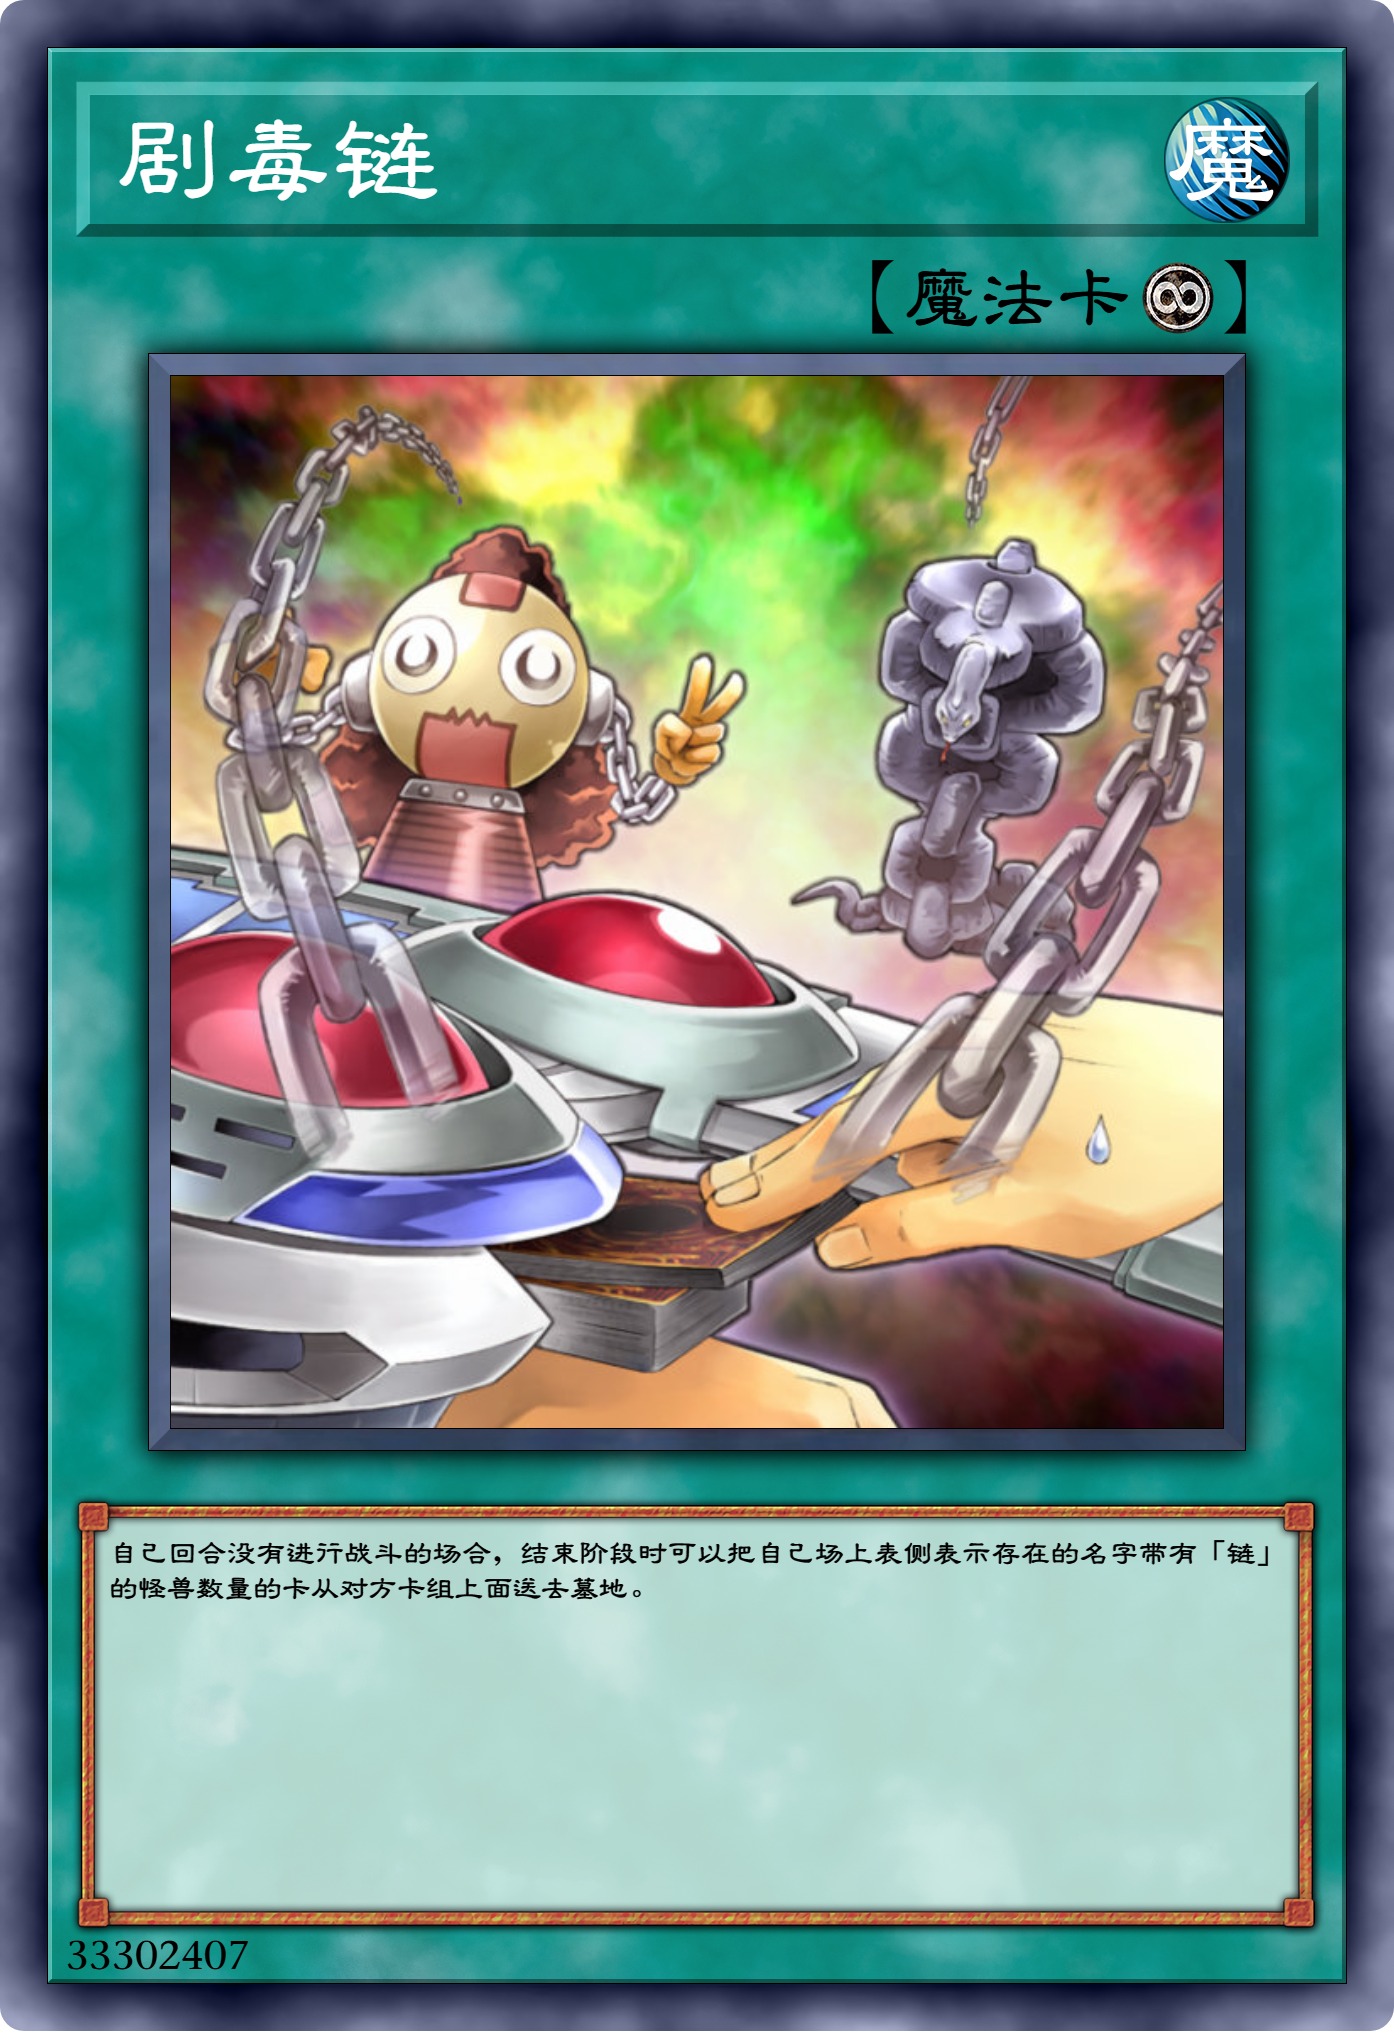 剧毒链
魔
【魔法卡】
自己回合没有进行战斗的场合，结束阶段时可以把自己场上表侧表示存在的名字带有「链」
的怪兽数量的卡从对方卡组上面送去墓地。
33302407